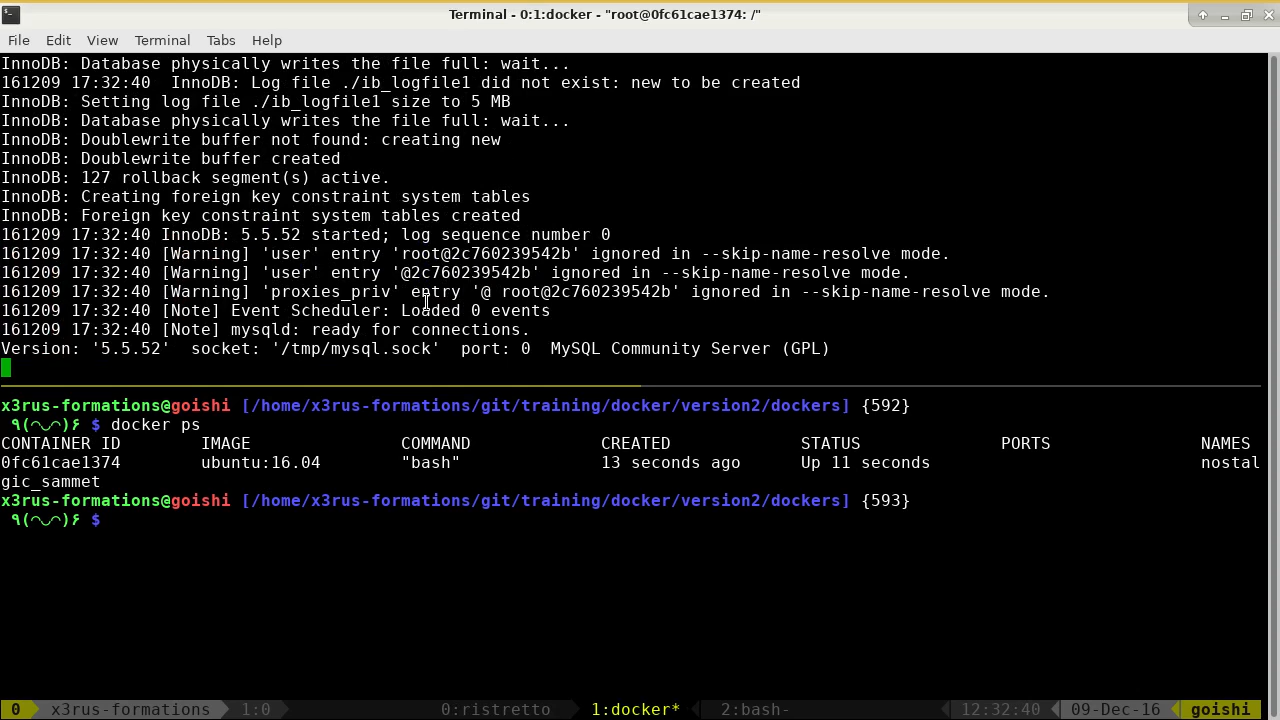 Terminal - 0:1:docker - "root@0fc61cae1374: /"
File Edit View Terminal Tabs Help
InnoDB: Database physically writes the file full: wait...
161209 17:32:40  InnoDB: Log file ./ib_logfile1 did not exist: new to be created
InnoDB: Setting log file ./ib_logfile1 size to 5 MB
InnoDB: Database physically writes the file full: wait...
InnoDB: Doublewrite buffer not found: creating new
InnoDB: Doublewrite buffer created
InnoDB: 127 rollback segment(s) active.
InnoDB: Creating foreign key constraint system tables
InnoDB: Foreign key constraint system tables created
161209 17:32:40 InnoDB: 5.5.52 started; log sequence number 0
161209 17:32:40 [Warning] 'user' entry 'root@2c760239542b' ignored in --skip-name-resolve mode.
161209 17:32:40 [Warning] 'user' entry '@2c760239542b' ignored in --skip-name-resolve mode.
161209 17:32:40 [Warning] 'proxies_priv' entry '@ root@2c760239542b' ignored in --skip-name-resolve mode.
161209 17:32:40 [Note] Event Scheduler: Loaded 0 events
161209 17:32:40 [Note] mysqld: ready for connections.
Version: '5.5.52'  socket: '/tmp/mysql.sock'  port: 0  MySQL Community Server (GPL)
x3rus-formations@goishi [/home/x3rus-formations/git/training/docker/version2/dockers] {592}
٩(◠◡◠)۶ $ docker ps
CONTAINER ID        IMAGE               COMMAND             CREATED             STATUS              PORTS               NAMES
0fc61cae1374        ubuntu:16.04        "bash"              13 seconds ago      Up 11 seconds                           nostal
gic_sammet
x3rus-formations@goishi [/home/x3rus-formations/git/training/docker/version2/dockers] {593}
٩(◠◡◠)۶ $
0 x3rus-formations 1:0 0:ristretto 1:docker* 2:bash- 12:32:40 09-Dec-16 goishi